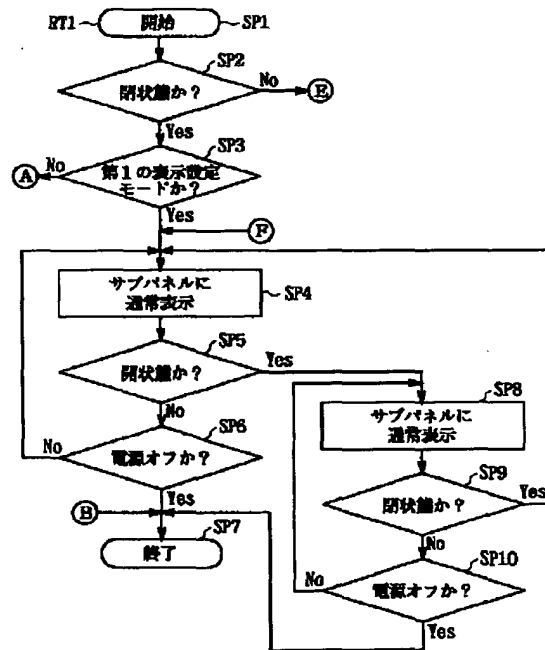 RT1
開始
SP1
SP2
閉状態か?
No
E
Yes
SP3
No
A
第1の表示設定
モードか?
Yes
F
サブパネルに
通常表示
SP4
SP5
開状態か?
Yes
No
SP6
No
電源オフか?
Yes
B
SP7
終了
SP8
サブパネルに
通常表示
SP9
閉状態か?
Yes
No
SP10
No
電源オフか?
Yes